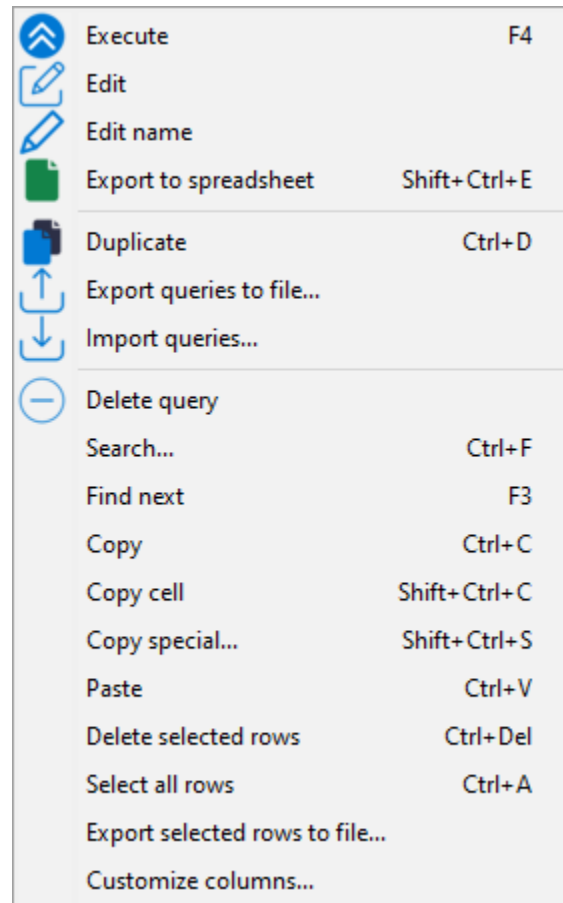 Execute F4
Edit
Edit name
Export to spreadsheet Shift+Ctrl+E
Duplicate Ctrl+D
Export queries to file...
Import queries...
Delete query
Search... Ctrl+F
Find next F3
Copy Ctrl+C
Copy cell Shift+Ctrl+C
Copy special... Shift+Ctrl+S
Paste Ctrl+V
Delete selected rows Ctrl+Del
Select all rows Ctrl+A
Export selected rows to file...
Customize columns...